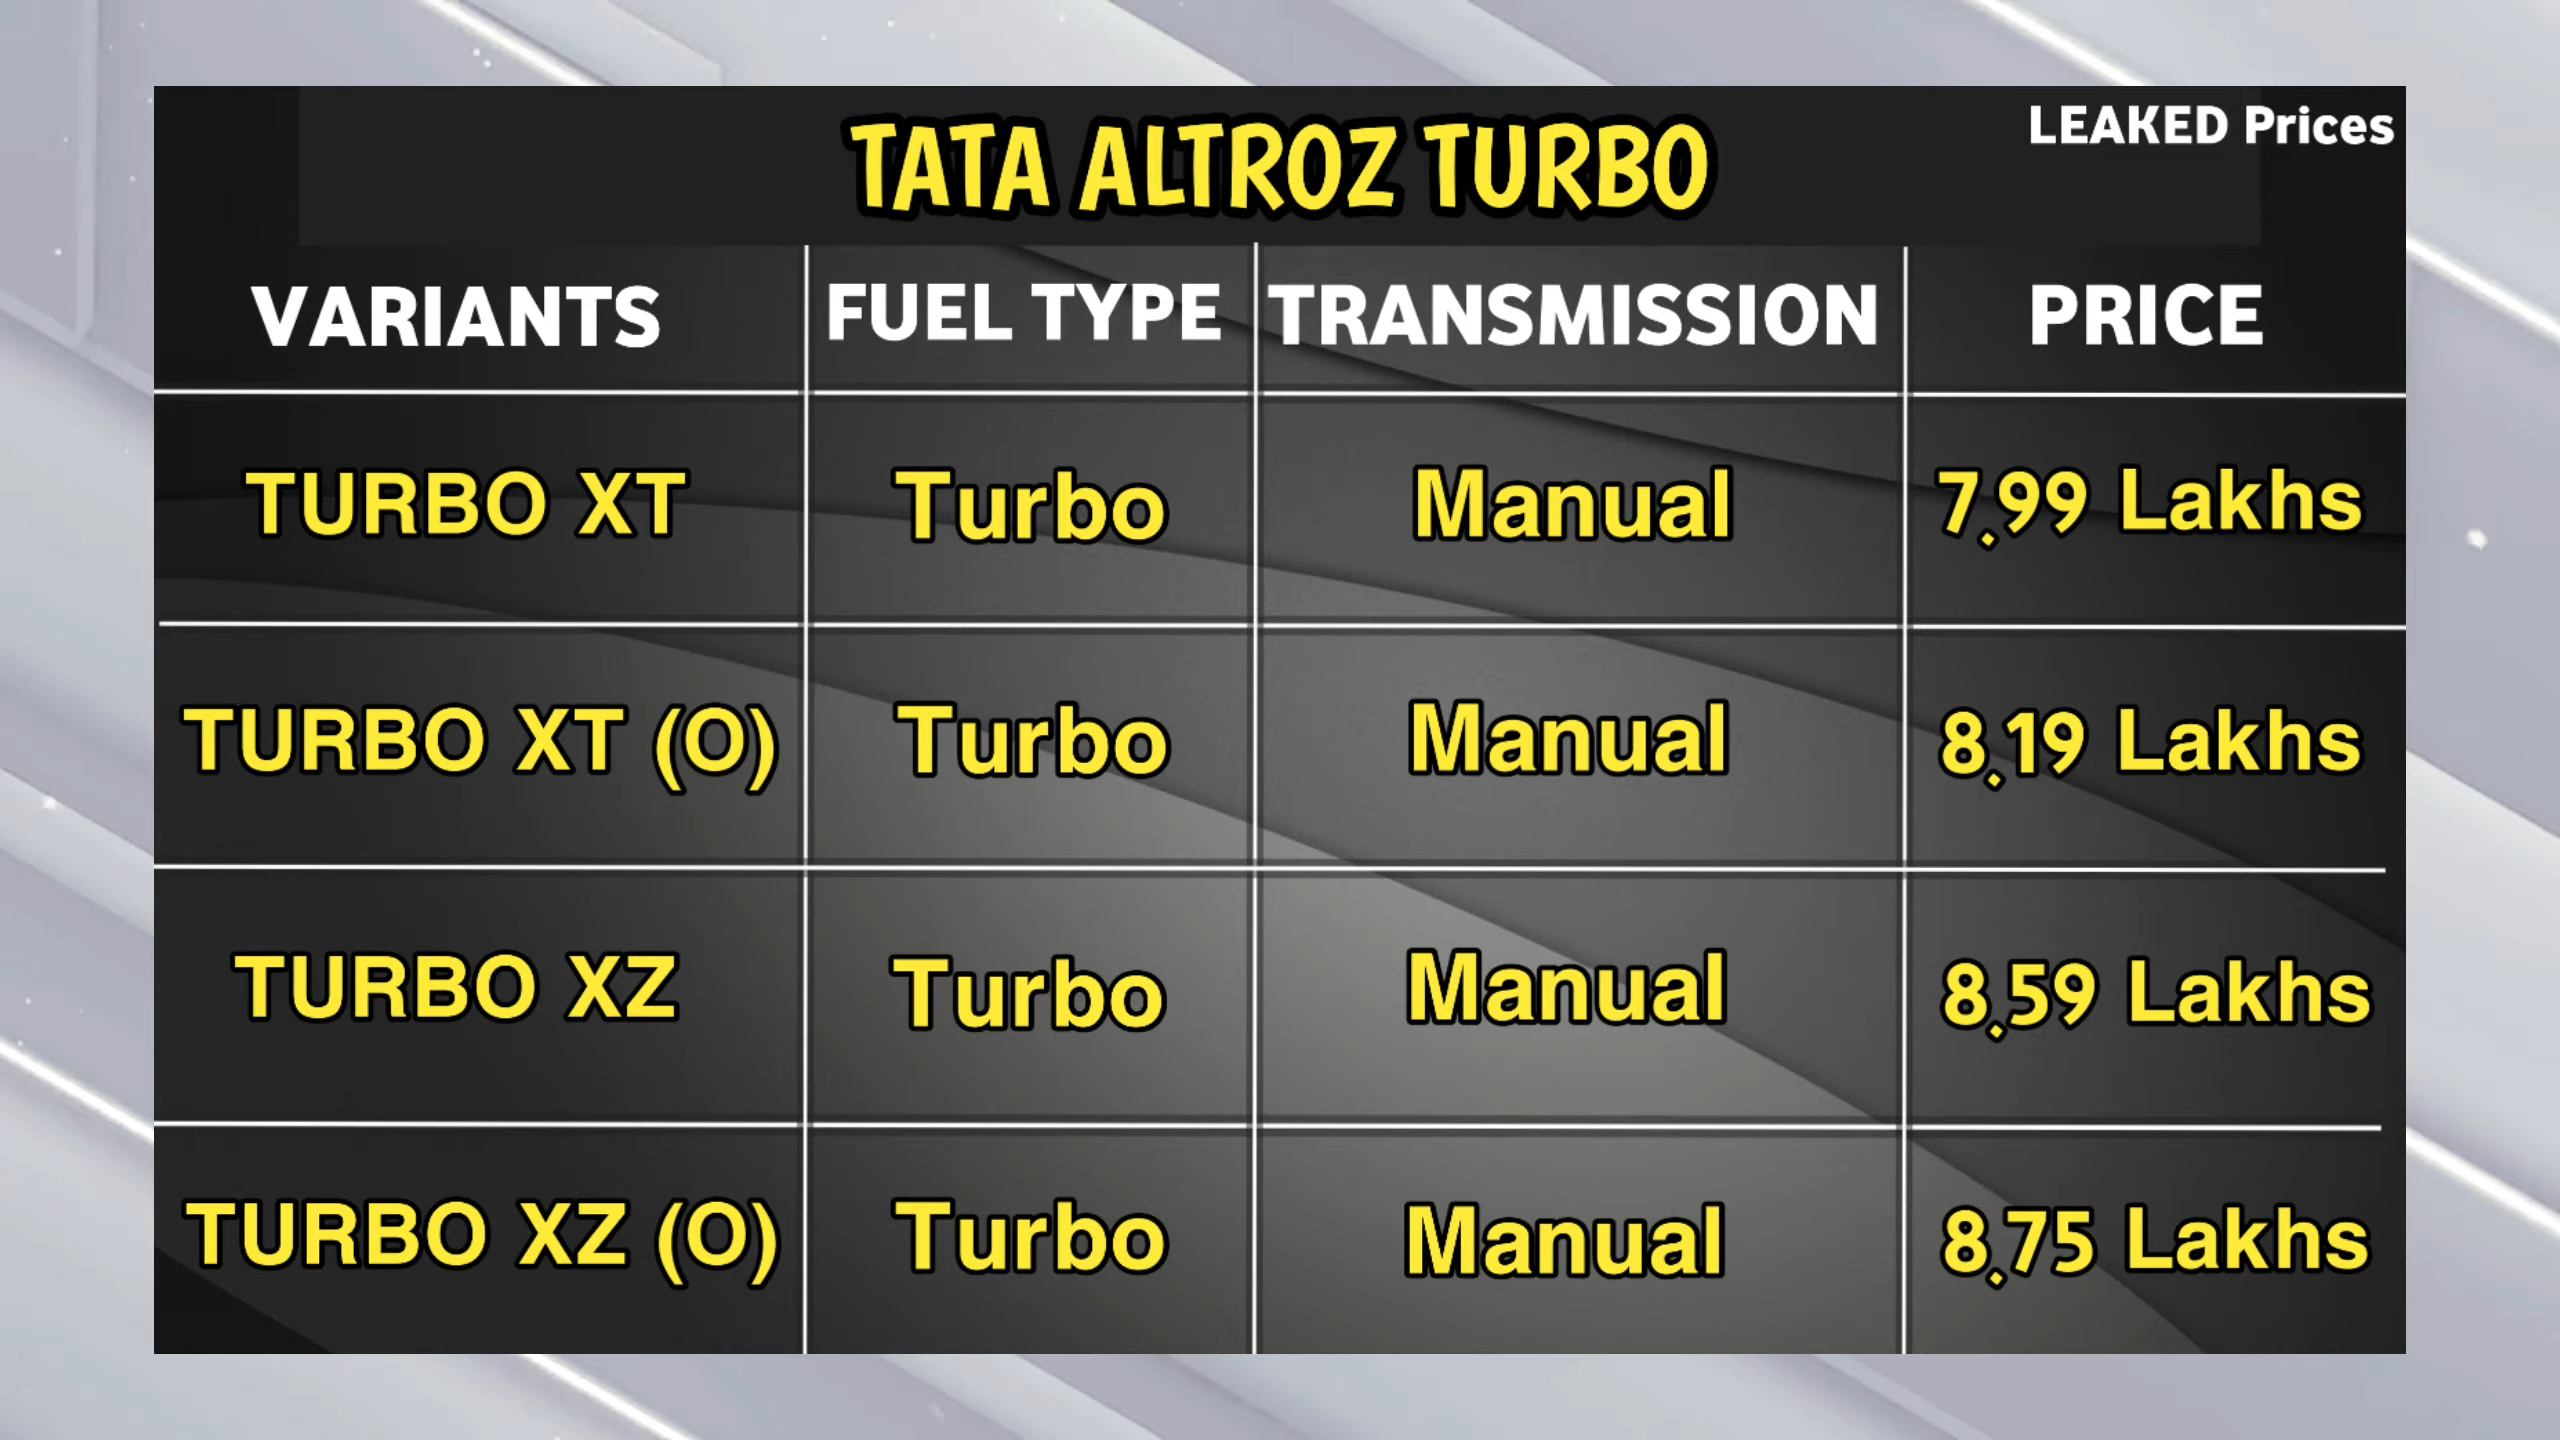 TATA ALTROZ TURBO
LEAKED Prices
VARIANTS FUEL TYPE TRANSMISSION PRICE
TURBO XT Turbo Manual 7.99 Lakhs
TURBO XT (O) Turbo Manual 8.19 Lakhs
TURBO XZ Turbo Manual 8.59 Lakhs
TURBO XZ (O) Turbo Manual 8.75 Lakhs